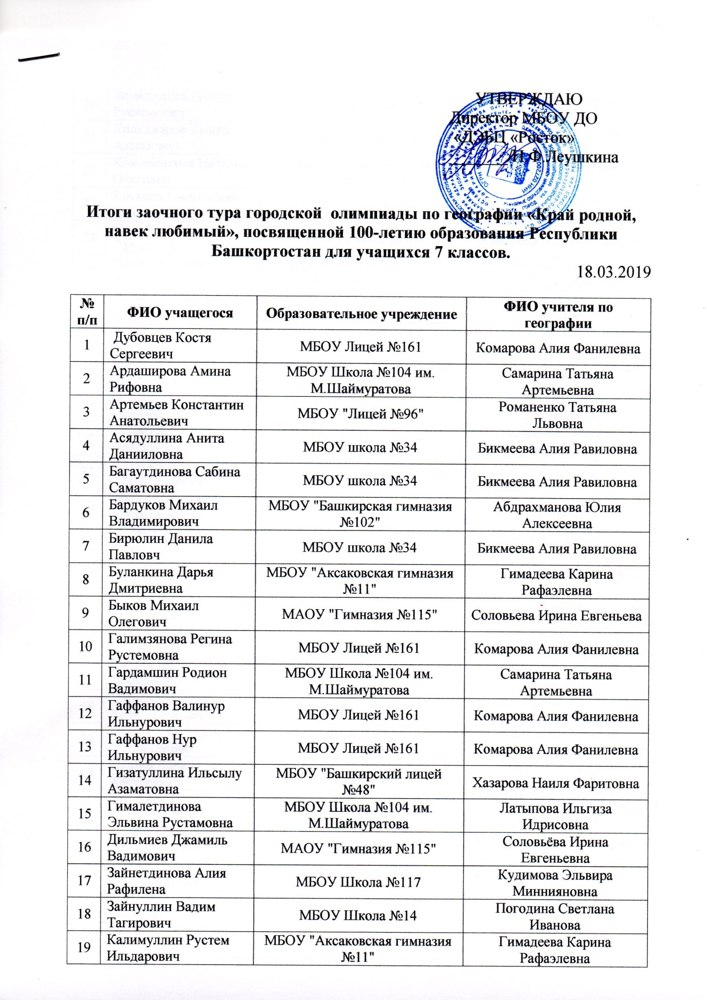 УТВЕРЖДАЮ
Директор МБОУ ДО
«ДЭБЦ «Росток»
Н.Ф.Леушкина
Итоги заочного тура городской олимпиады по географии «Край родной,
навек любимый», посвященной 100-летию образования Республики
Башкортостан для учащихся 7 классов.
18.03.2019
№
п/п
ФИО учащегося
Образовательное учреждение
ФИО учителя по
географии
1
Дубовцев Костя
Сергеевич
МБОУ Лицей №161
Комарова Алия Фанилевна
2
Ардаширова Амина
Рифовна
МБОУ Школа №104 им.
М.Шаймуратова
Самарина Татьяна
Артемьевна
3
Артемьев Константин
Анатольевич
МБОУ "Лицей №96"
Романенко Татьяна
Львовна
4
Асядуллина Анита
Данииловна
МБОУ школа №34
Бикмеева Алия Равиловна
5
Багаутдинова Сабина
Саматовна
МБОУ школа №34
Бикмеева Алия Равиловна
6
Бардуков Михаил
Владимирович
МБОУ "Башкирская гимназия
№102"
Абдрахманова Юлия
Алексеевна
7
Бирюлин Данила
Павловч
МБОУ школа №34
Бикмеева Алия Равиловна
8
Буланкина Дарья
Дмитриевна
МБОУ "Аксаковская гимназия
№11"
Гимадеева Карина
Рафаэлевна
9
Быков Михаил
Олегович
МАОУ "Гимназия №115"
Соловьева Ирина Евгеньева
10
Галимзянова Регина
Рустемовна
МБОУ Лицей №161
Комарова Алия Фанилевна
11
Гардамшин Родион
Вадимович
МБОУ Школа №104 им.
М.Шаймуратова
Самарина Татьяна
Артемьевна
12
Гаффанов Валинур
Ильнурович
МБОУ Лицей №161
Комарова Алия Фанилевна
13
Гаффанов Нур
Ильнурович
МБОУ Лицей №161
Комарова Алия Фанилевна
14
Гизатуллина Ильсылу
Азаматовна
МБОУ "Башкирский лицей
№48"
Хазарова Наиля Фаритовна
15
Гималетдинова
Эльвина Рустамовна
МБОУ Школа №104 им.
М.Шаймуратова
Латыпова Ильгиза
Идрисовна
16
Дильмиев Джамиль
Вадимович
МАОУ "Гимназия №115"
Соловьёва Ирина
Евгеньевна
17
Зайнетдинова Алия
Рафилена
МБОУ Школа №117
Кудимова Эльвира
Миннияновна
18
Зайнуллин Вадим
Тагирович
МБОУ Школа №14
Погодина Светлана
Иванова
19
Калимуллин Рустем
Ильдарович
МБОУ "Аксаковская гимназия
№11"
Гимадеева Карина
Рафаэлевна